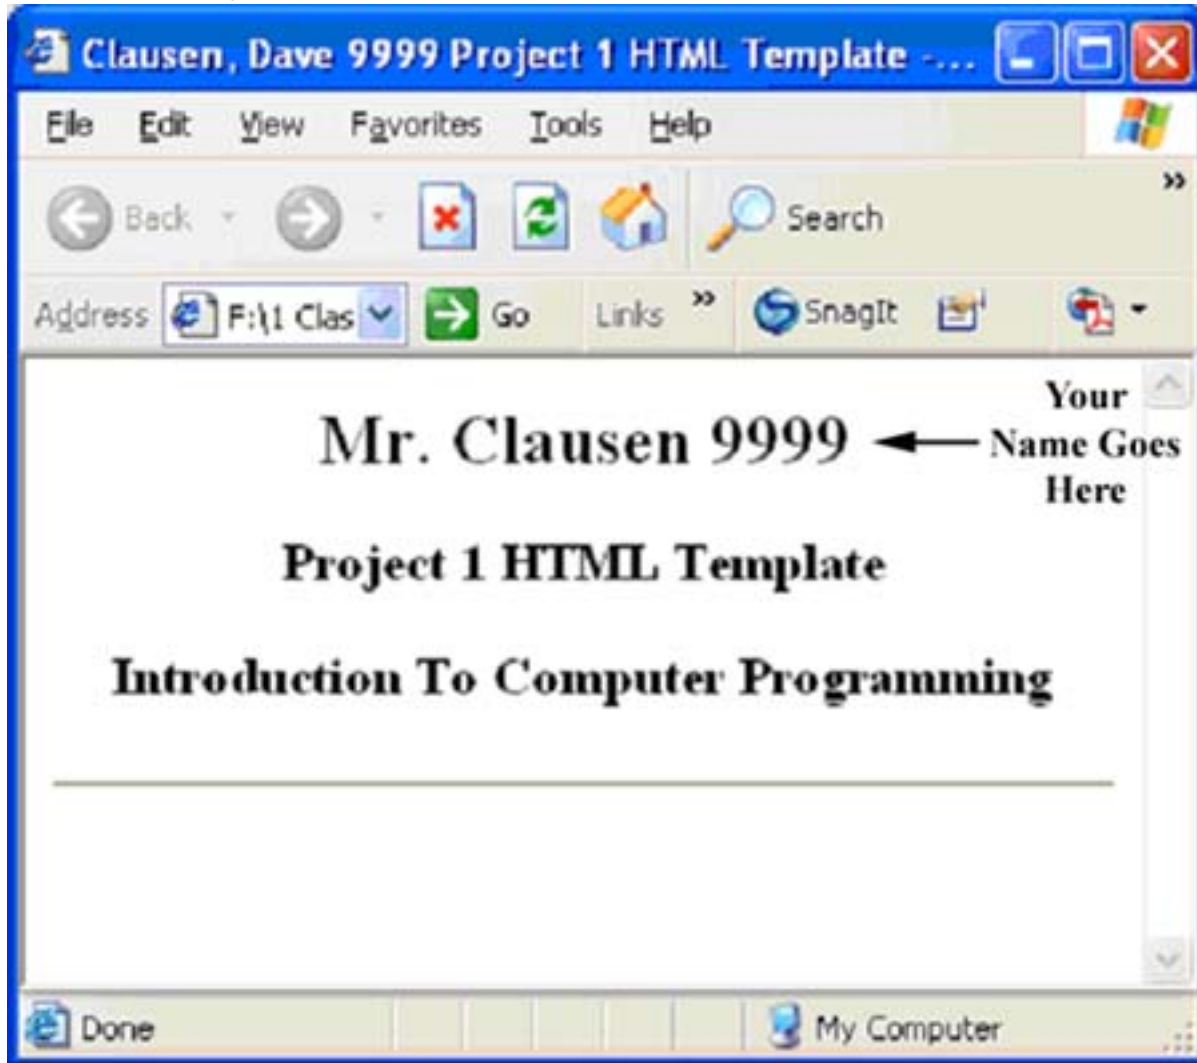 Clausen, Dave 9999 Project 1 HTML Template -...
File Edit View Favorites Tools Help
Back Search »
Address F:\1 Clas Go Links » SnagIt
Mr. Clausen 9999
Your
Name Goes
Here
Project 1 HTML Template
Introduction To Computer Programming
Done My Computer